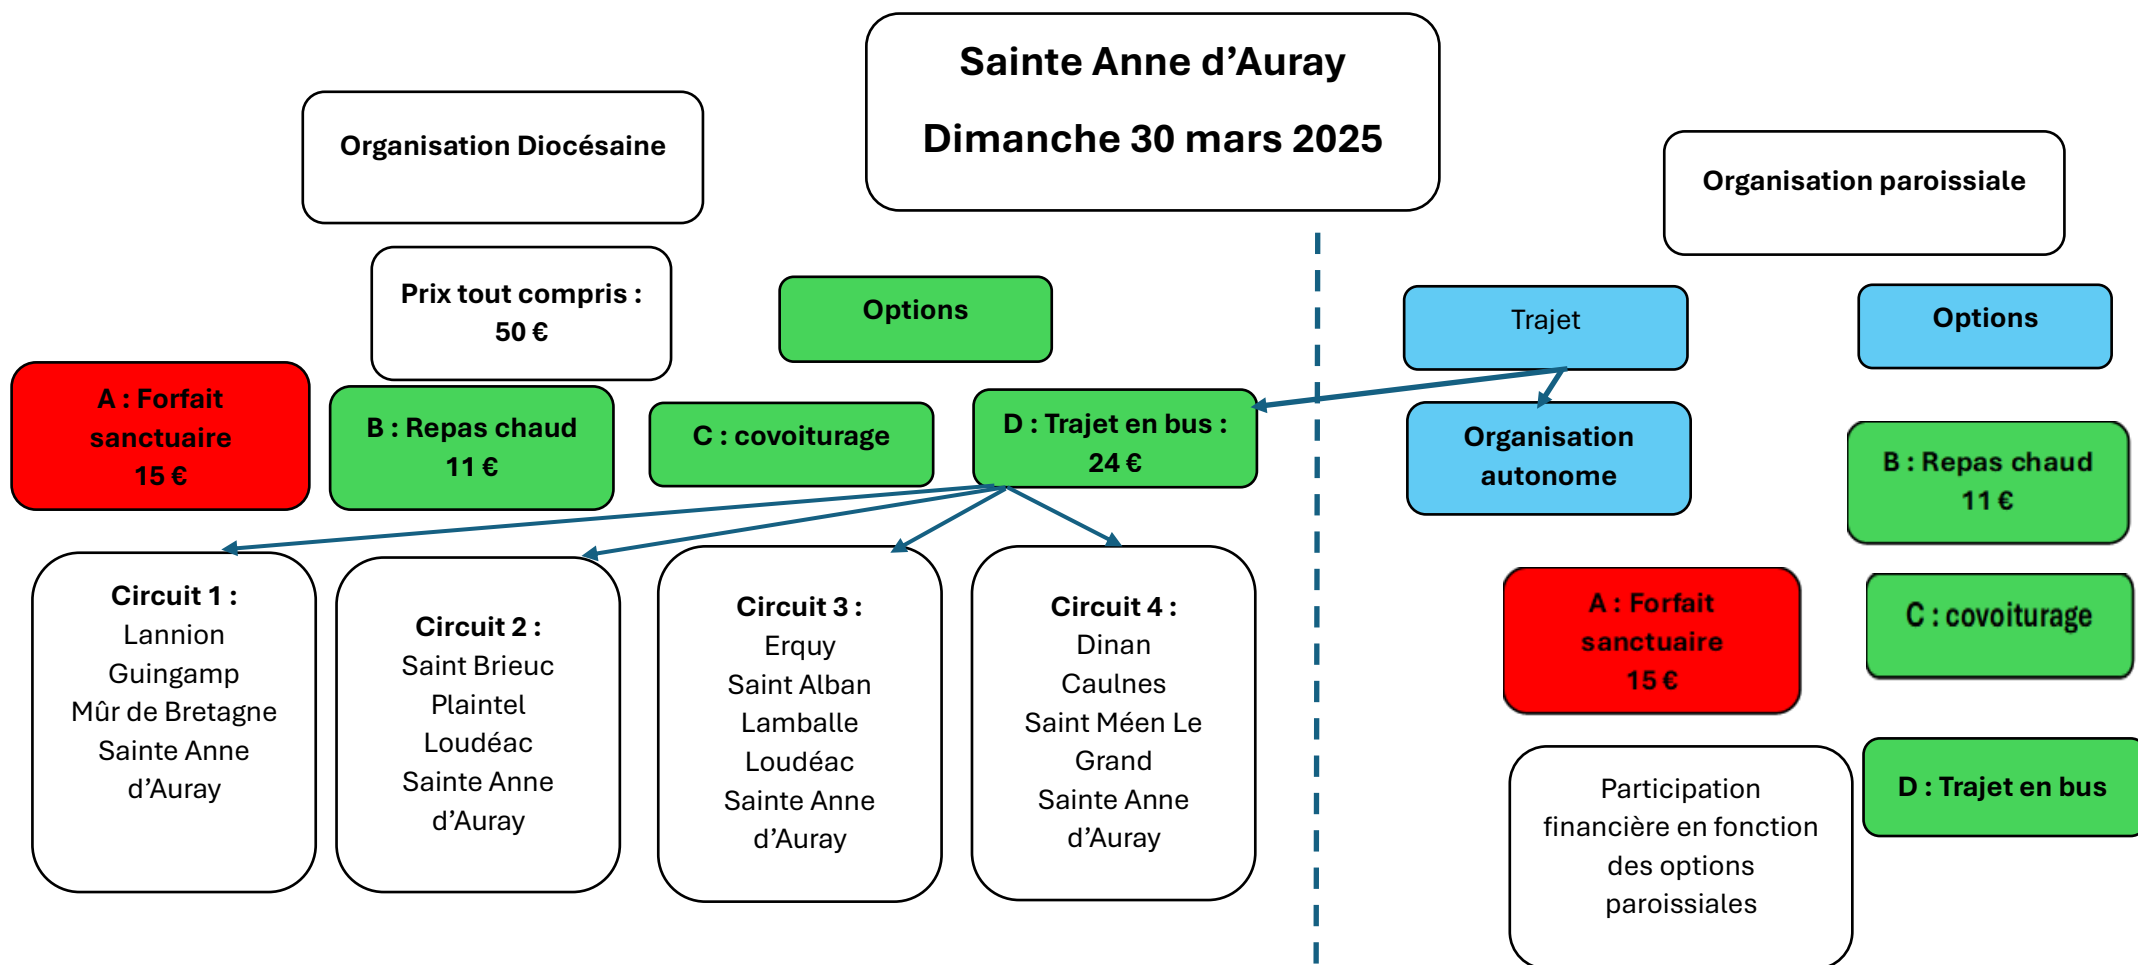 Sainte Anne d’Auray
Dimanche 30 mars 2025
Organisation Diocésaine
Prix tout compris :
50 €
Options
A : Forfait
sanctuaire
15 €
B : Repas chaud
11 €
C : covoiturage
D : Trajet en bus :
24 €
Circuit 1 :
Lannion
Guingamp
Mûr de Bretagne
Sainte Anne
d’Auray
Circuit 2 :
Saint Brieuc
Plaintel
Loudéac
Sainte Anne
d’Auray
Circuit 3 :
Erquy
Saint Alban
Lamballe
Loudéac
Sainte Anne
d’Auray
Circuit 4 :
Dinan
Caulnes
Saint Méen Le
Grand
Sainte Anne
d’Auray
Organisation paroissiale
Trajet
Options
Organisation
autonome
B : Repas chaud
11 €
A : Forfait
sanctuaire
15 €
C : covoiturage
Participation
financière en fonction
des options
paroissiales
D : Trajet en bus